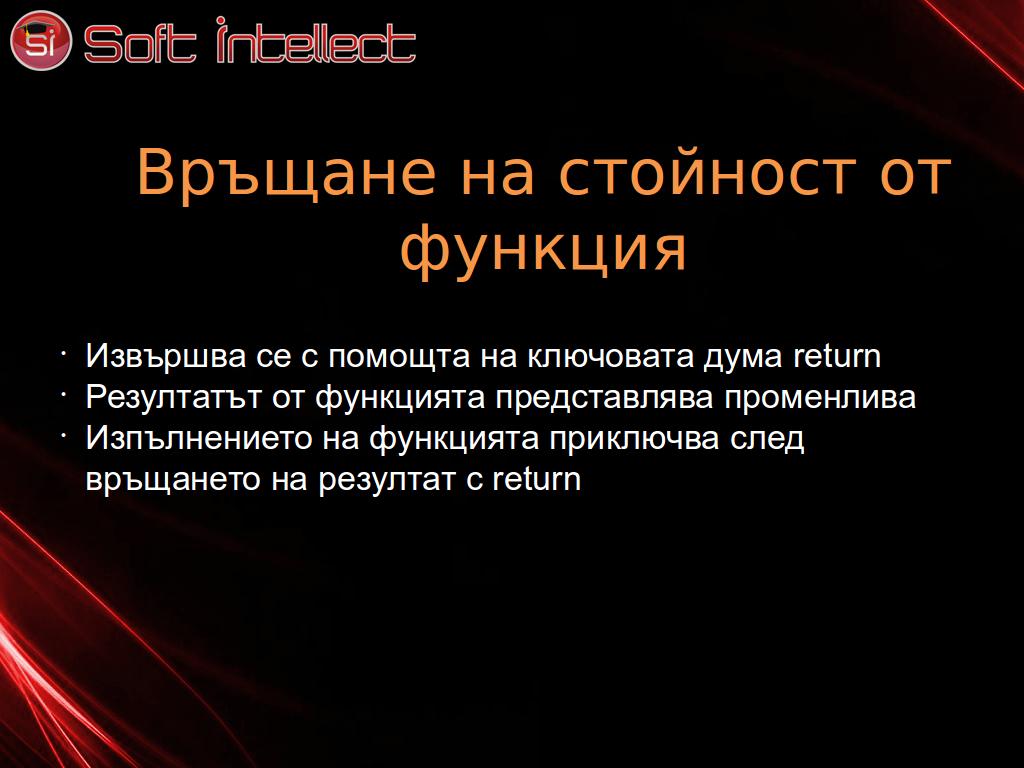 Si Soft Intellect
Връщане на стойност от
функция
· Извършва се с помощта на ключовата дума return
· Резултатът от функцията представлява променлива
· Изпълнението на функцията приключва след
връщането на резултат с return